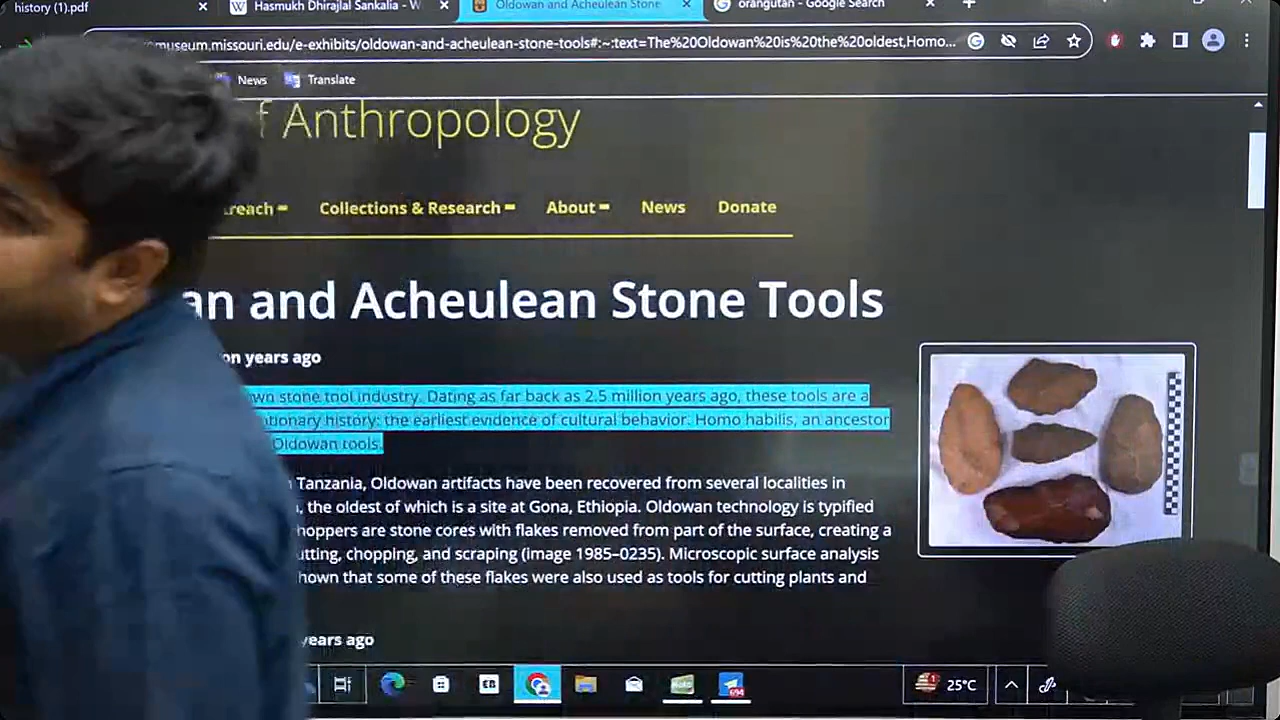 history (1).pdf
Hasmukh Dhirajlal Sankalia - W
Oldowan and Acheulean Stone
orangutan - Google Search
museum.missouri.edu/e-exhibits/oldowan-and-acheulean-stone-tools#:~:text=The%20Oldowan%20is%20the%20oldest,Homo...
News
Translate
f Anthropology
reach
Collections & Research
About
News
Donate
an and Acheulean Stone Tools
on years ago
wn stone tool industry. Dating as far back as 2.5 million years ago, these tools are a
tionary history: the earliest evidence of cultural behavior. Homo habilis, an ancestor
Oldowan tools.
Tanzania, Oldowan artifacts have been recovered from several localities in
, the oldest of which is a site at Gona, Ethiopia. Oldowan technology is typified
hoppers are stone cores with flakes removed from part of the surface, creating a
utting, chopping, and scraping (image 1985–0235). Microscopic surface analysis
hown that some of these flakes were also used as tools for cutting plants and
years ago
EB
25°C